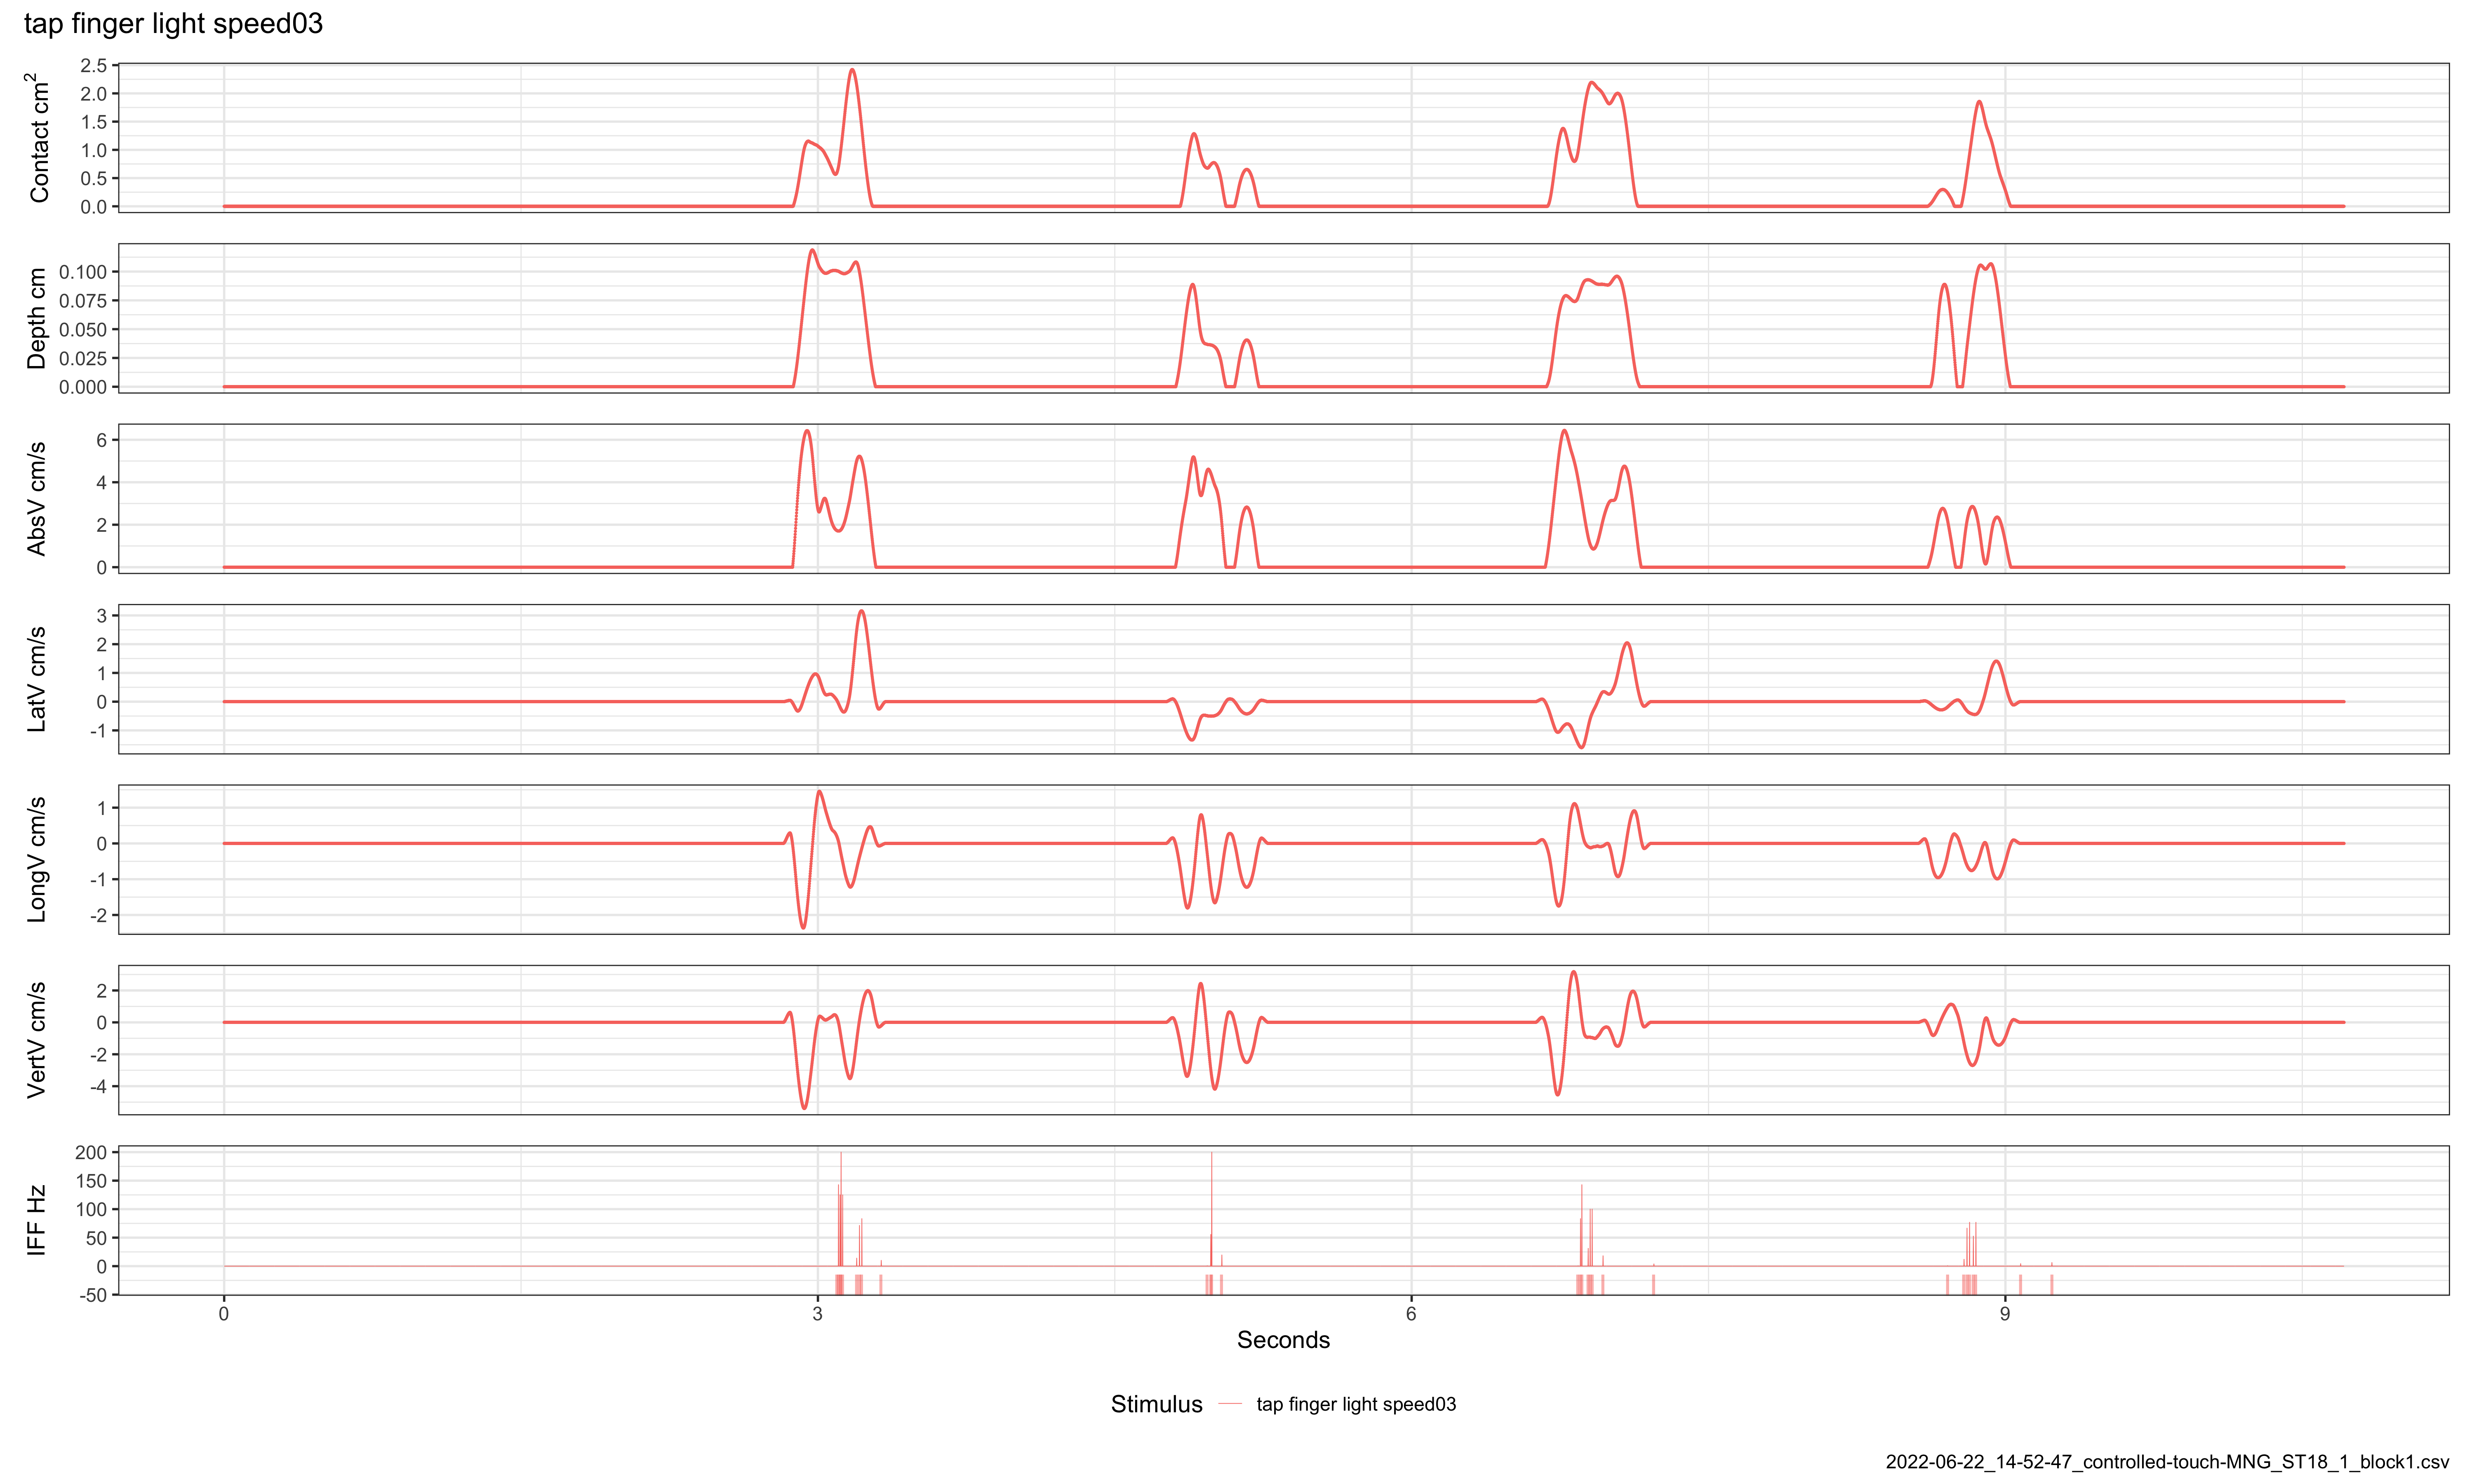 tap finger light speed03
Contact cm²
2.5
2.0
1.5
1.0
0.5
0.0
Depth cm
0.100
0.075
0.050
0.025
0.000
AbsV cm/s
6
4
2
0
LatV cm/s
3
2
1
0
-1
LongV cm/s
1
0
-1
-2
VertV cm/s
2
0
-2
-4
IFF Hz
200
150
100
50
0
-50
0 3 6 9
Seconds
Stimulus tap finger light speed03
2022-06-22_14-52-47_controlled-touch-MNG_ST18_1_block1.csv